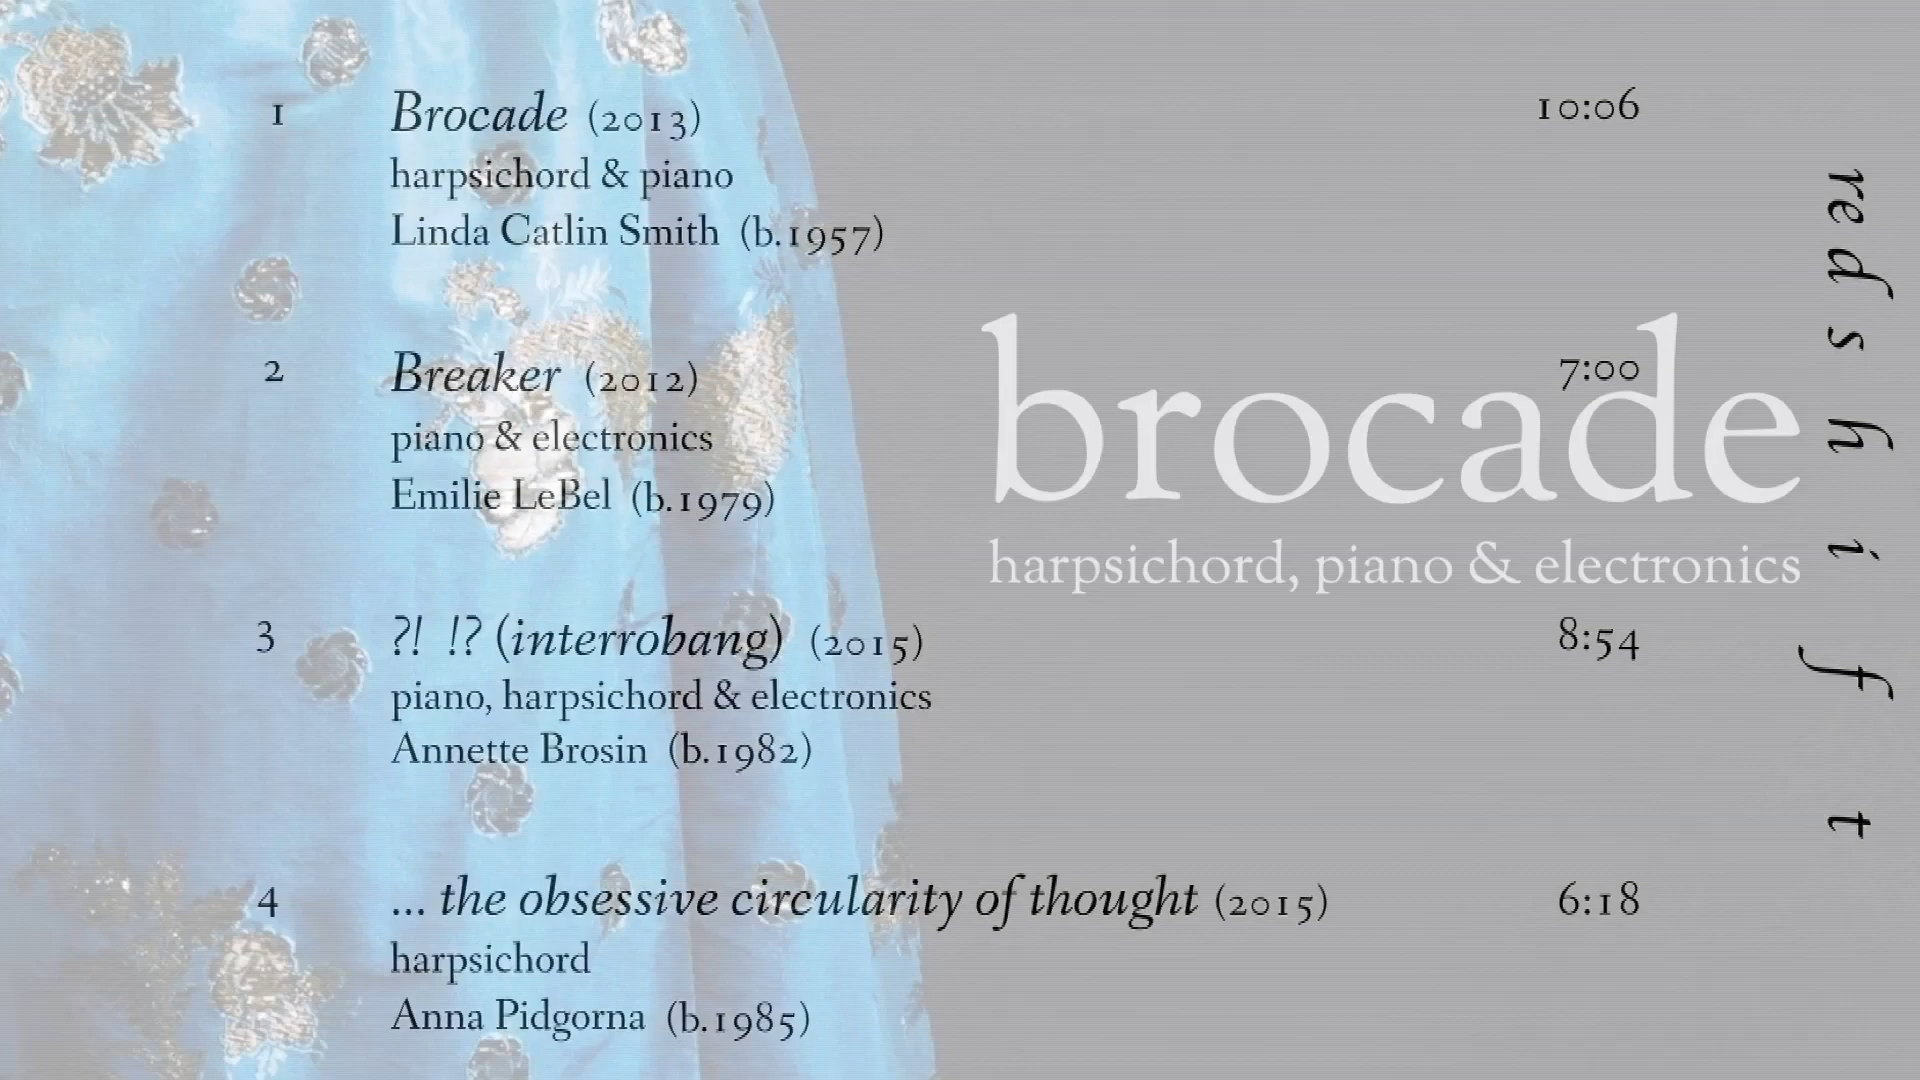 1 Brocade (2013) 10:06
harpsichord & piano
Linda Catlin Smith (b.1957)
2 Breaker (2012) 7:00
piano & electronics
Emilie LeBel (b.1979)
brocade
harpsichord, piano & electronics
3 ?! !? (interrobang) (2015) 8:54
piano, harpsichord & electronics
Annette Brosin (b.1982)
4 ... the obsessive circularity of thought (2015) 6:18
harpsichord
Anna Pidgorna (b.1985)
redshift